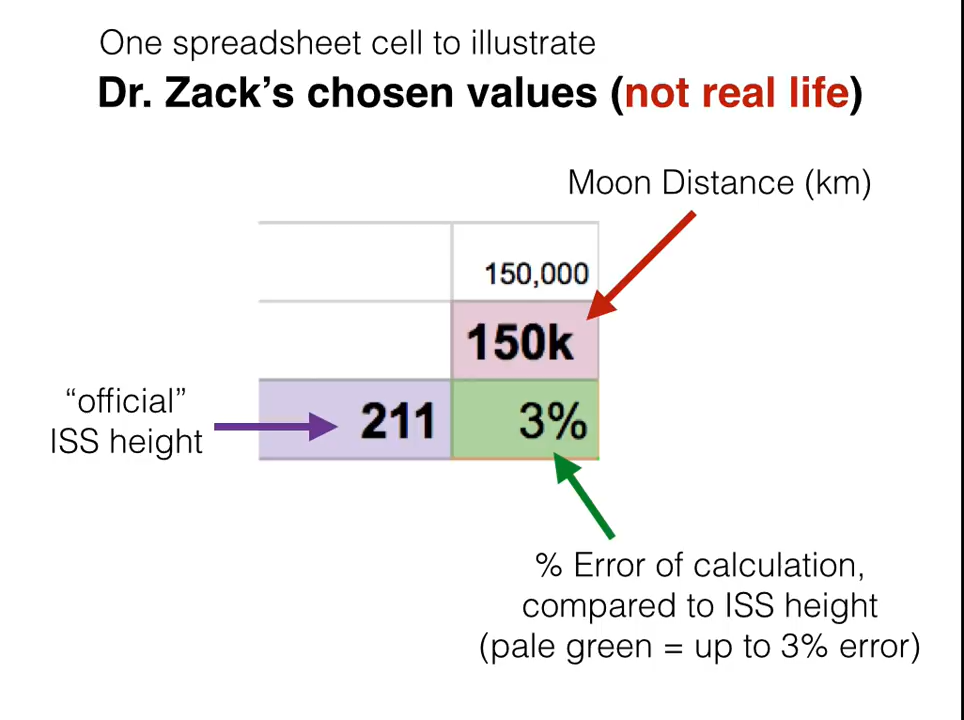 One spreadsheet cell to illustrate
Dr. Zack’s chosen values (not real life)
Moon Distance (km)
150,000
150k
“official”
ISS height
211
3%
% Error of calculation,
compared to ISS height
(pale green = up to 3% error)